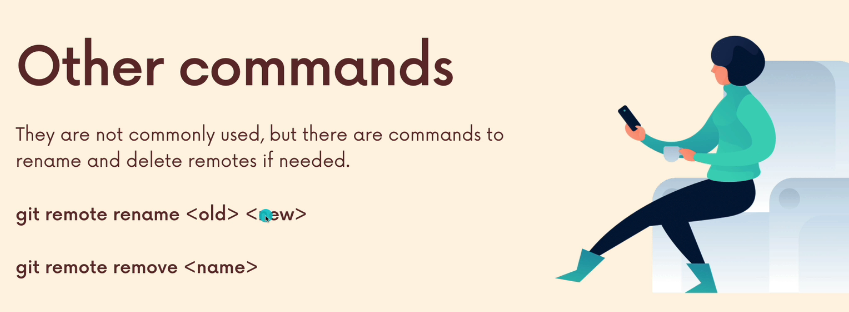 Other commands
They are not commonly used, but there are commands to
rename and delete remotes if needed.
git remote rename <old> <new>
git remote remove <name>